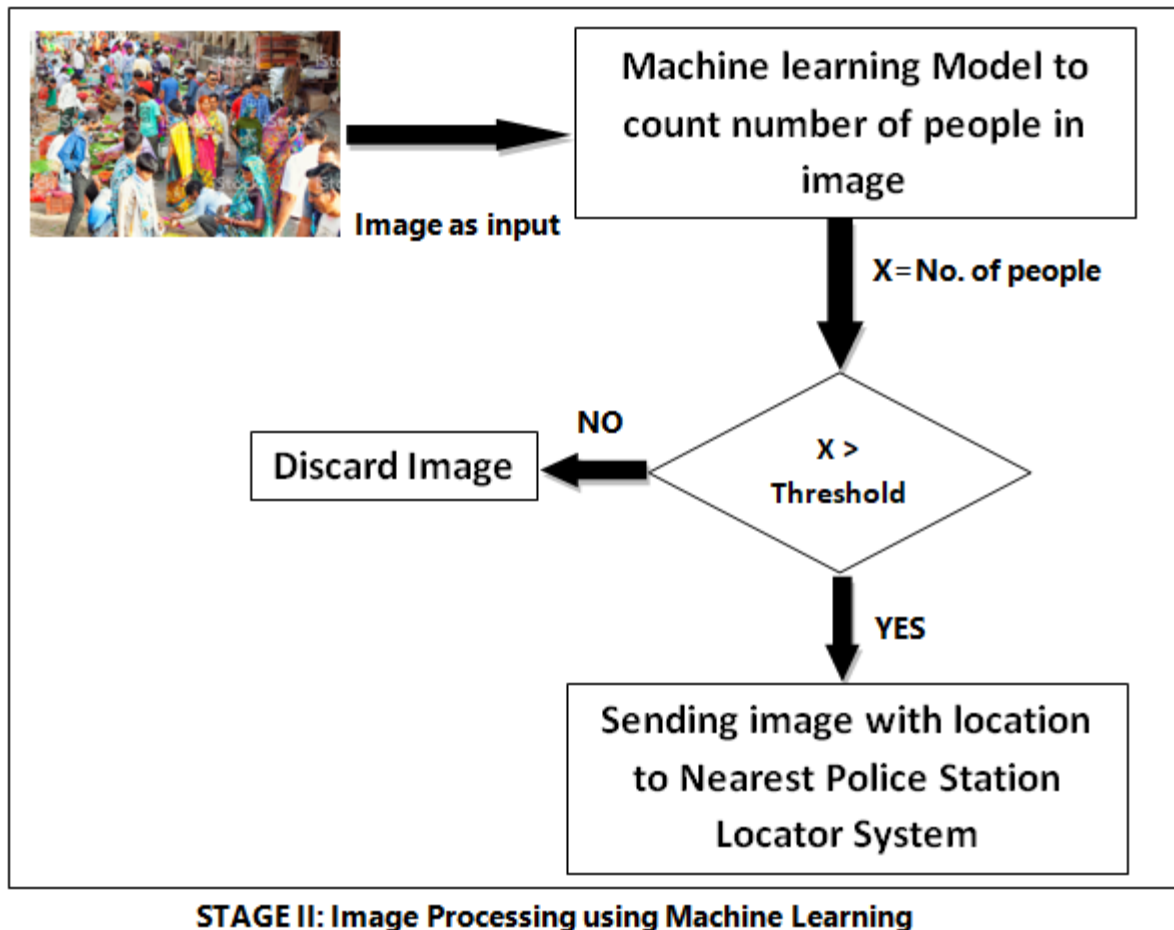 Machine learning Model to
count number of people in
image
Image as input
X=No. of people
NO
Discard Image
X >
Threshold
YES
Sending image with location
to Nearest Police Station
Locator System
STAGE II: Image Processing using Machine Learning